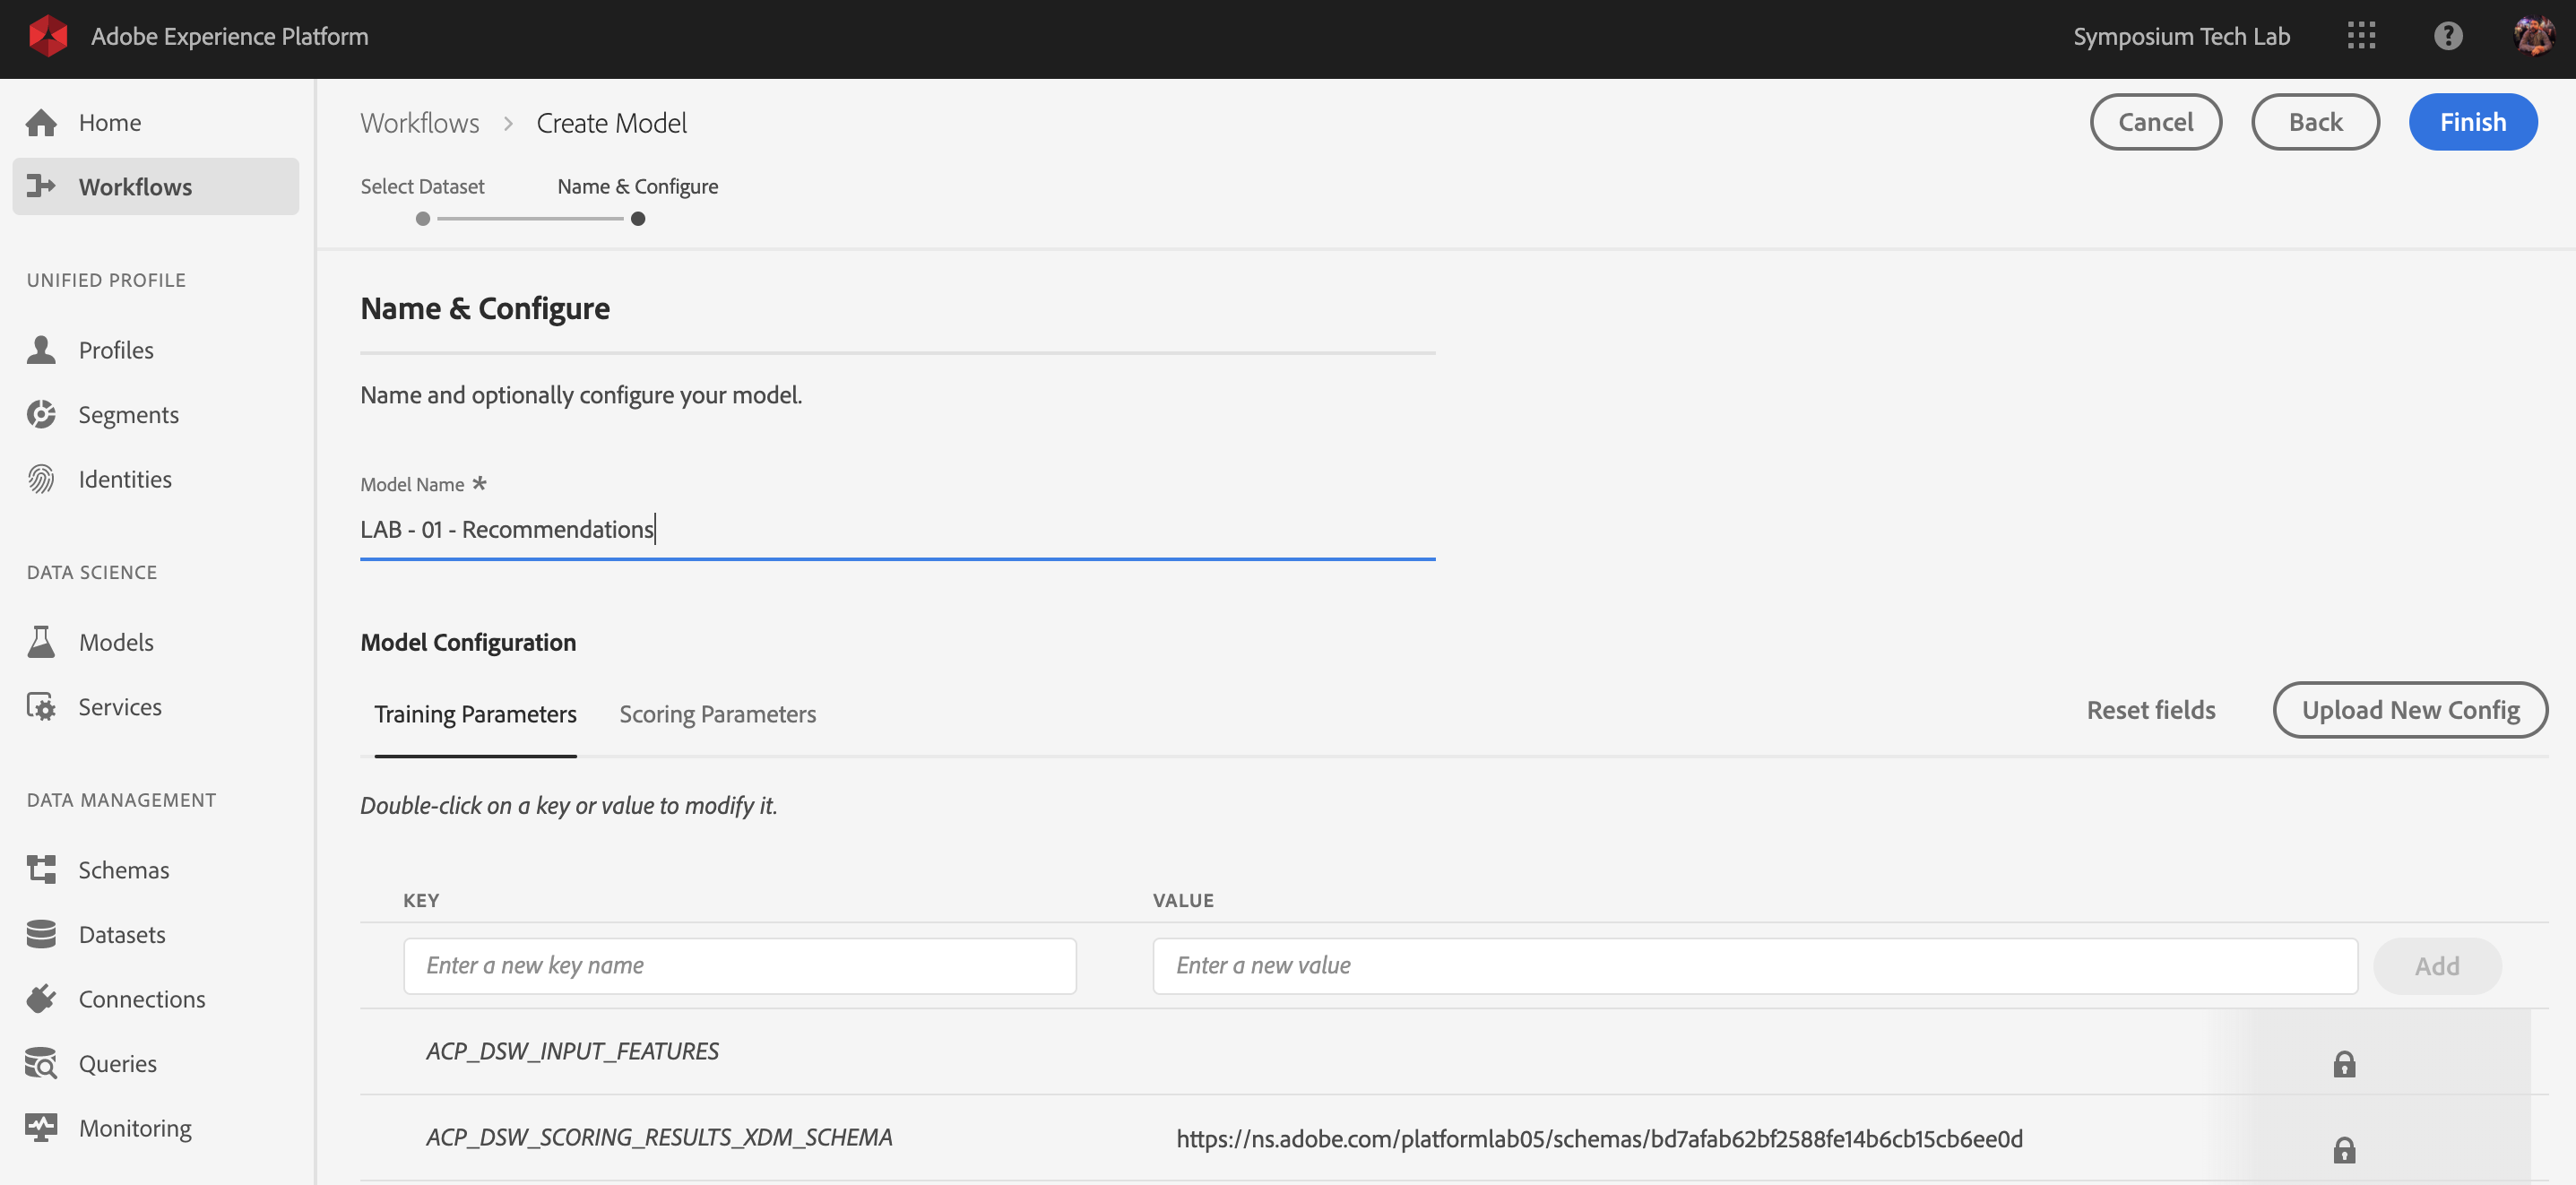 Adobe Experience Platform
Symposium Tech Lab
Home
Workflows
UNIFIED PROFILE
Profiles
Segments
Identities
DATA SCIENCE
Models
Services
DATA MANAGEMENT
Schemas
Datasets
Connections
Queries
Monitoring
Workflows > Create Model
Cancel
Back
Finish
Select Dataset
Name & Configure
Name & Configure
Name and optionally configure your model.
Model Name *
LAB - 01 - Recommendations
Model Configuration
Training Parameters
Scoring Parameters
Reset fields
Upload New Config
Double-click on a key or value to modify it.
KEY
VALUE
Enter a new key name
Enter a new value
Add
ACP_DSW_INPUT_FEATURES
ACP_DSW_SCORING_RESULTS_XDM_SCHEMA
https://ns.adobe.com/platformlab05/schemas/bd7afab62bf2588fe14b6cb15cb6ee0d